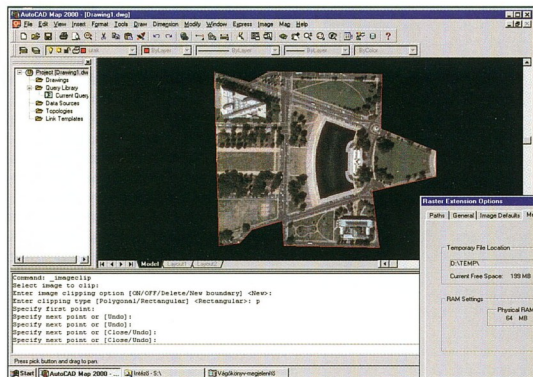 AutoCAD Map 2000 - [Drawing1.dwg]
File Edit View Insert Format Tools Draw Dimension Modify Window Express Image Map Help
ByLayer ByLayer ByLayer ByColor
Project [Drawing1.dw
Drawings
Query Library
Current Query
Data Sources
Topologies
Link Templates
Model Layout1 Layout2
Raster Extension Options
Paths General Image Defaults Me
Temporary File Location
D:\TEMP\
Current Free Space: 199 MB
RAM Settings
Physical RAM
64 MB
Command: _imageclip
Select image to clip:
Enter image clipping option [ON/OFF/Delete/New boundary] <New>:
Enter clipping type [Polygonal/Rectangular] <Rectangular>: p
Specify first point:
Specify next point or [Undo]:
Specify next point or [Undo]:
Specify next point or [Close/Undo]:
Specify next point or [Close/Undo]:
Press pick button and drag to pan.
Start AutoCAD Map 2000 - ... - S:\ Vágókönyv-megjelenítő